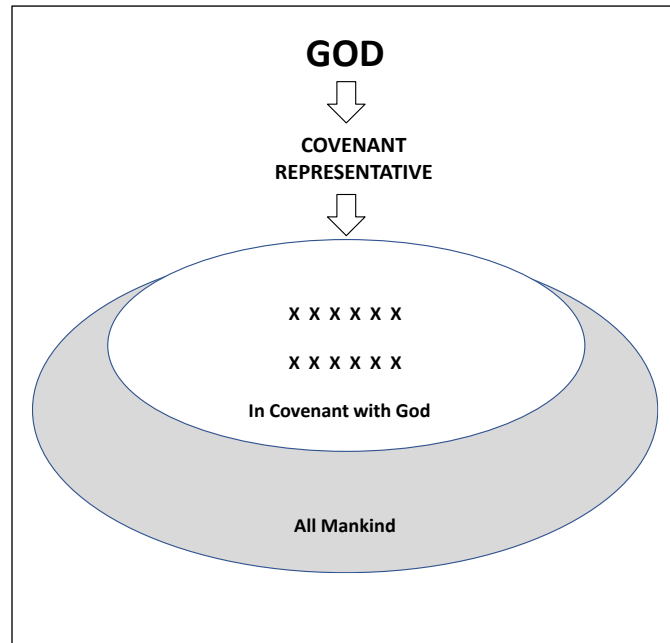 GOD
COVENANT
REPRESENTATIVE
X X X X X X
X X X X X X
In Covenant with God
All Mankind